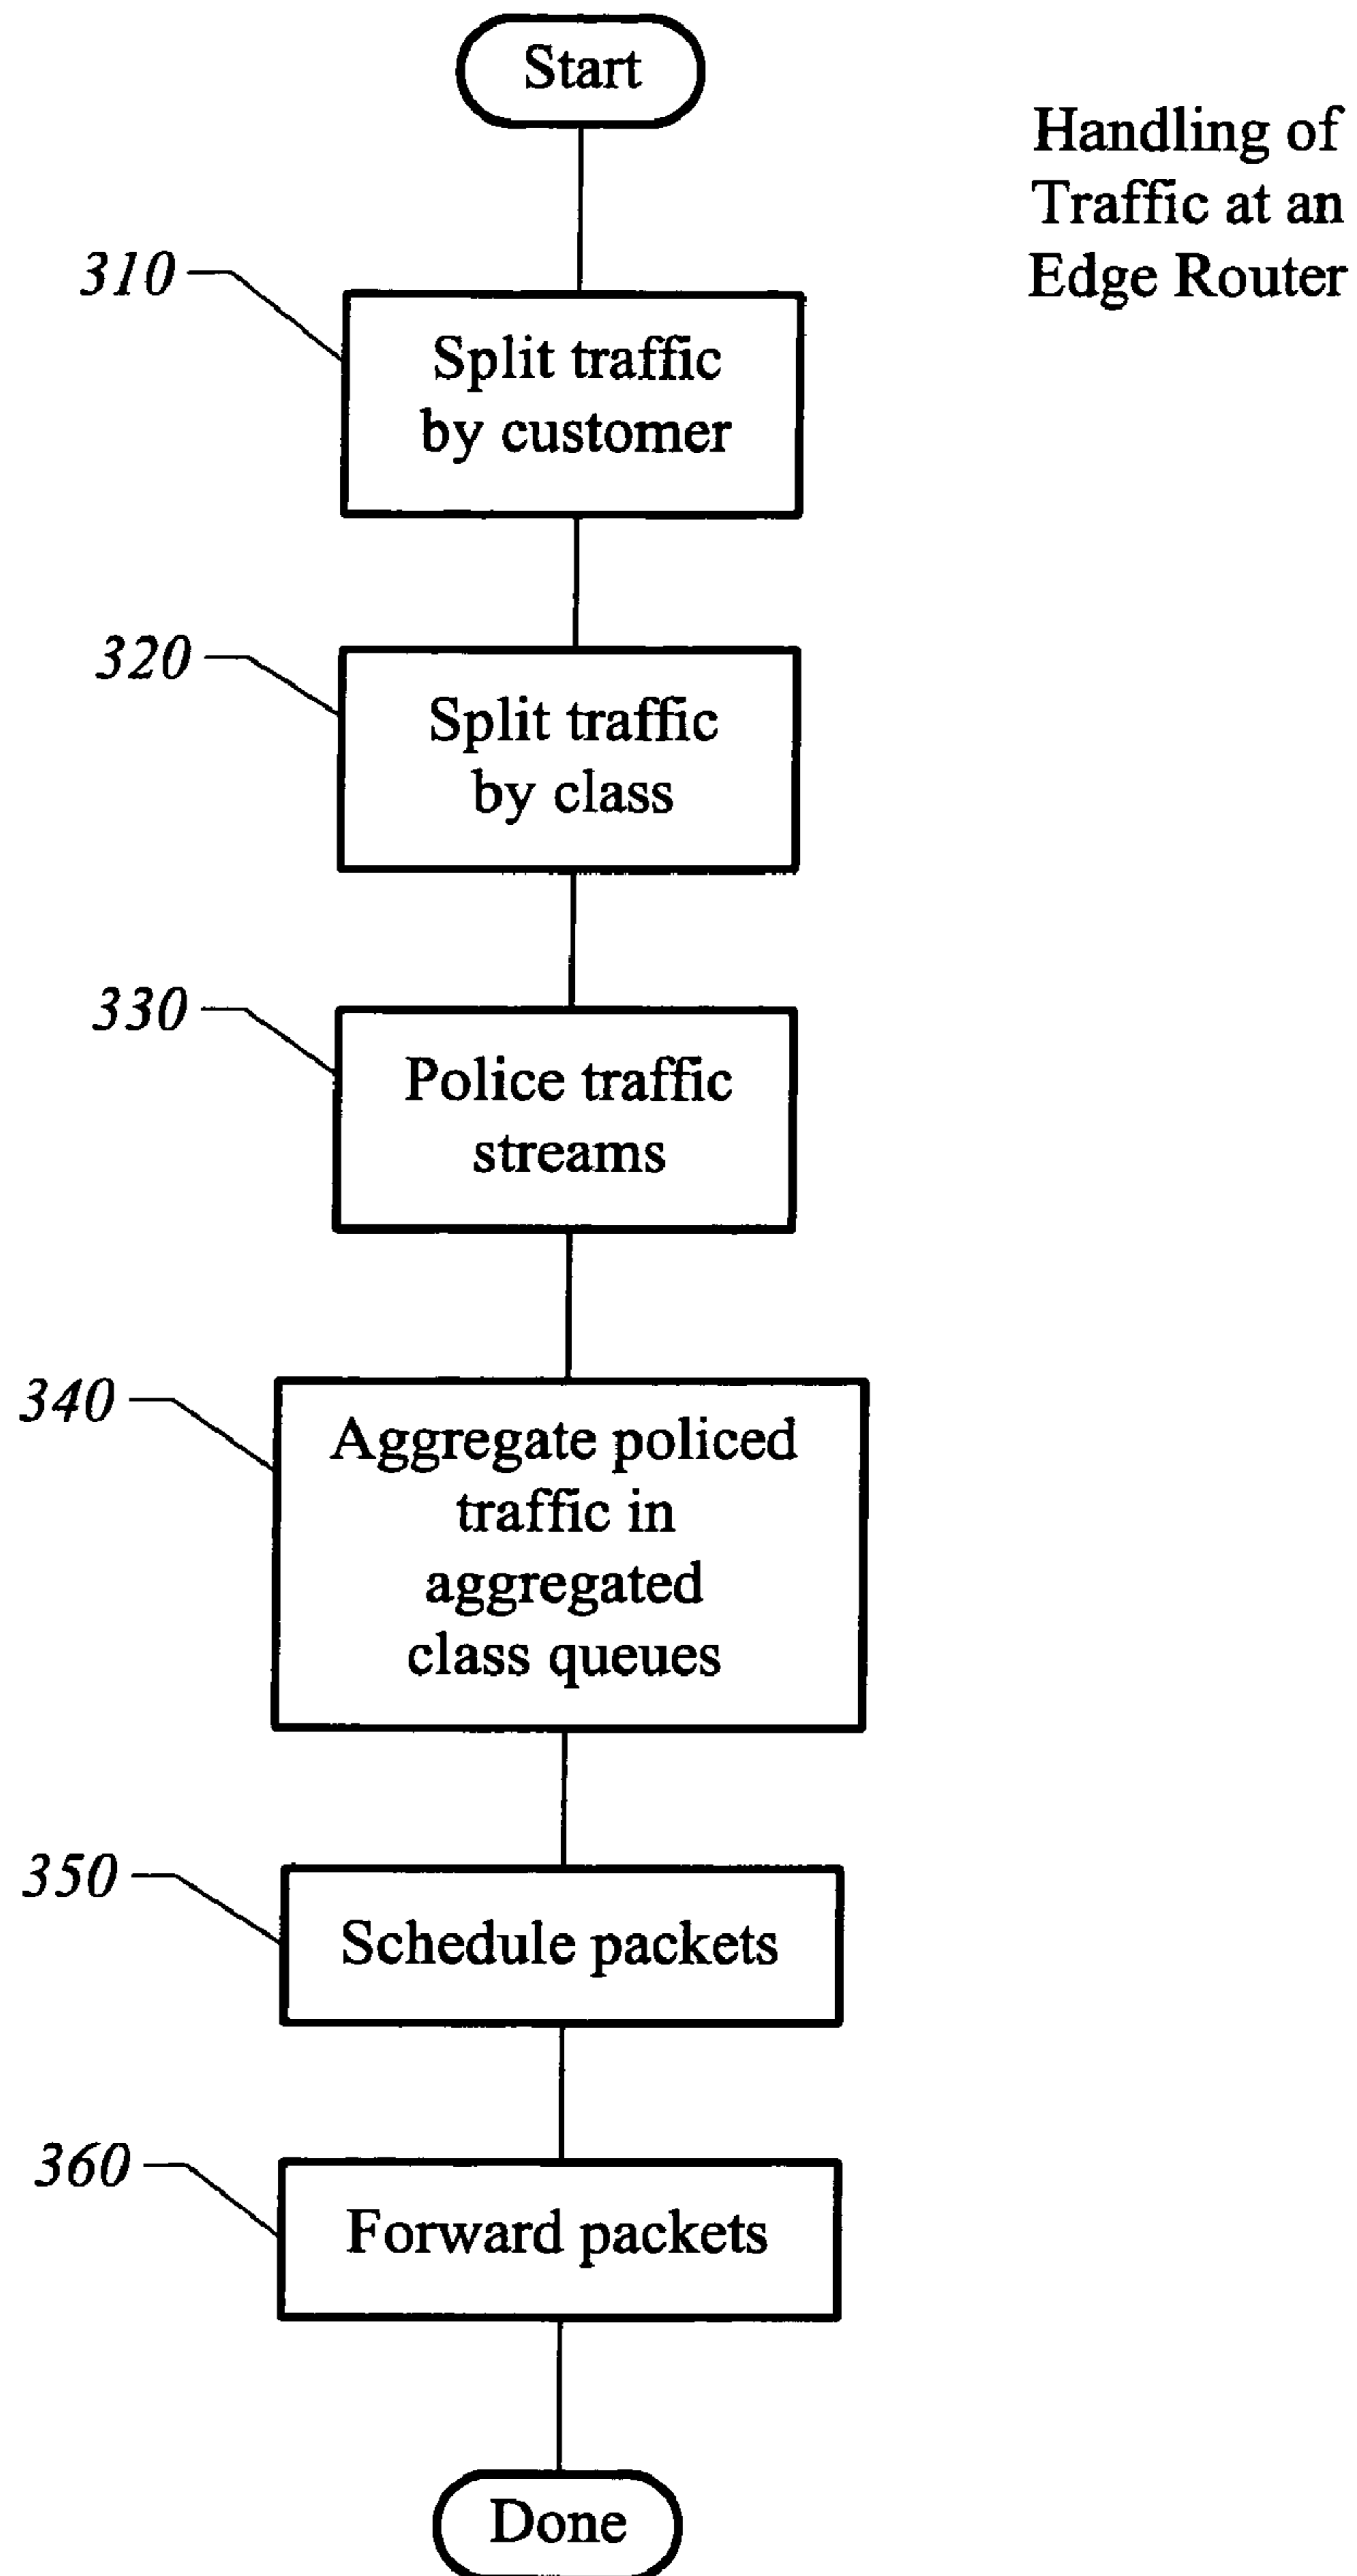 Start
Handling of
Traffic at an
Edge Router
310
Split traffic
by customer
320
Split traffic
by class
330
Police traffic
streams
340
Aggregate policed
traffic in
aggregated
class queues
350
Schedule packets
360
Forward packets
Done